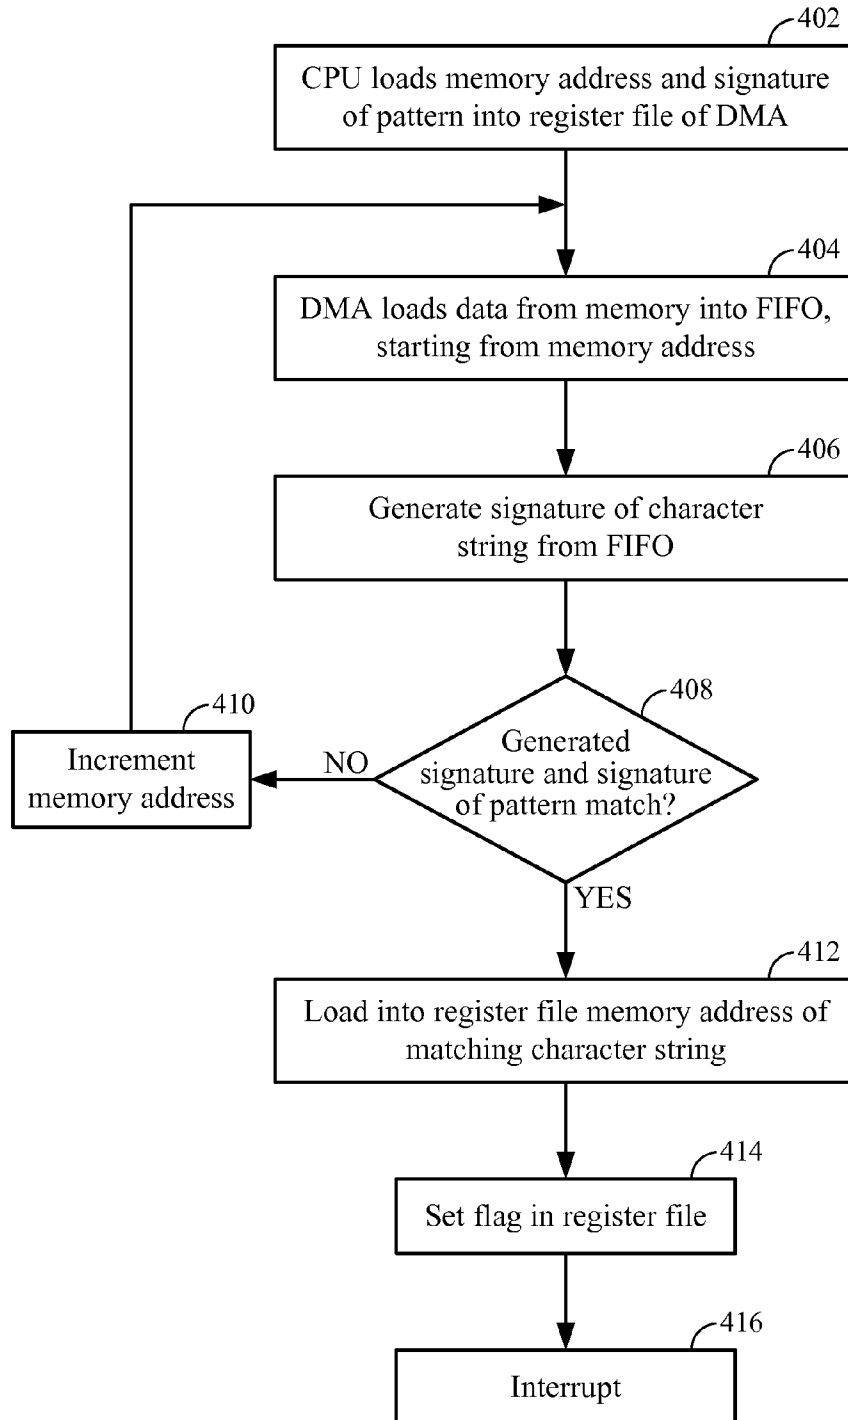 402
CPU loads memory address and signature
of pattern into register file of DMA
404
DMA loads data from memory into FIFO,
starting from memory address
406
Generate signature of character
string from FIFO
408
Generated
signature and signature
of pattern match?
NO
410
Increment
memory address
YES
412
Load into register file memory address of
matching character string
414
Set flag in register file
416
Interrupt